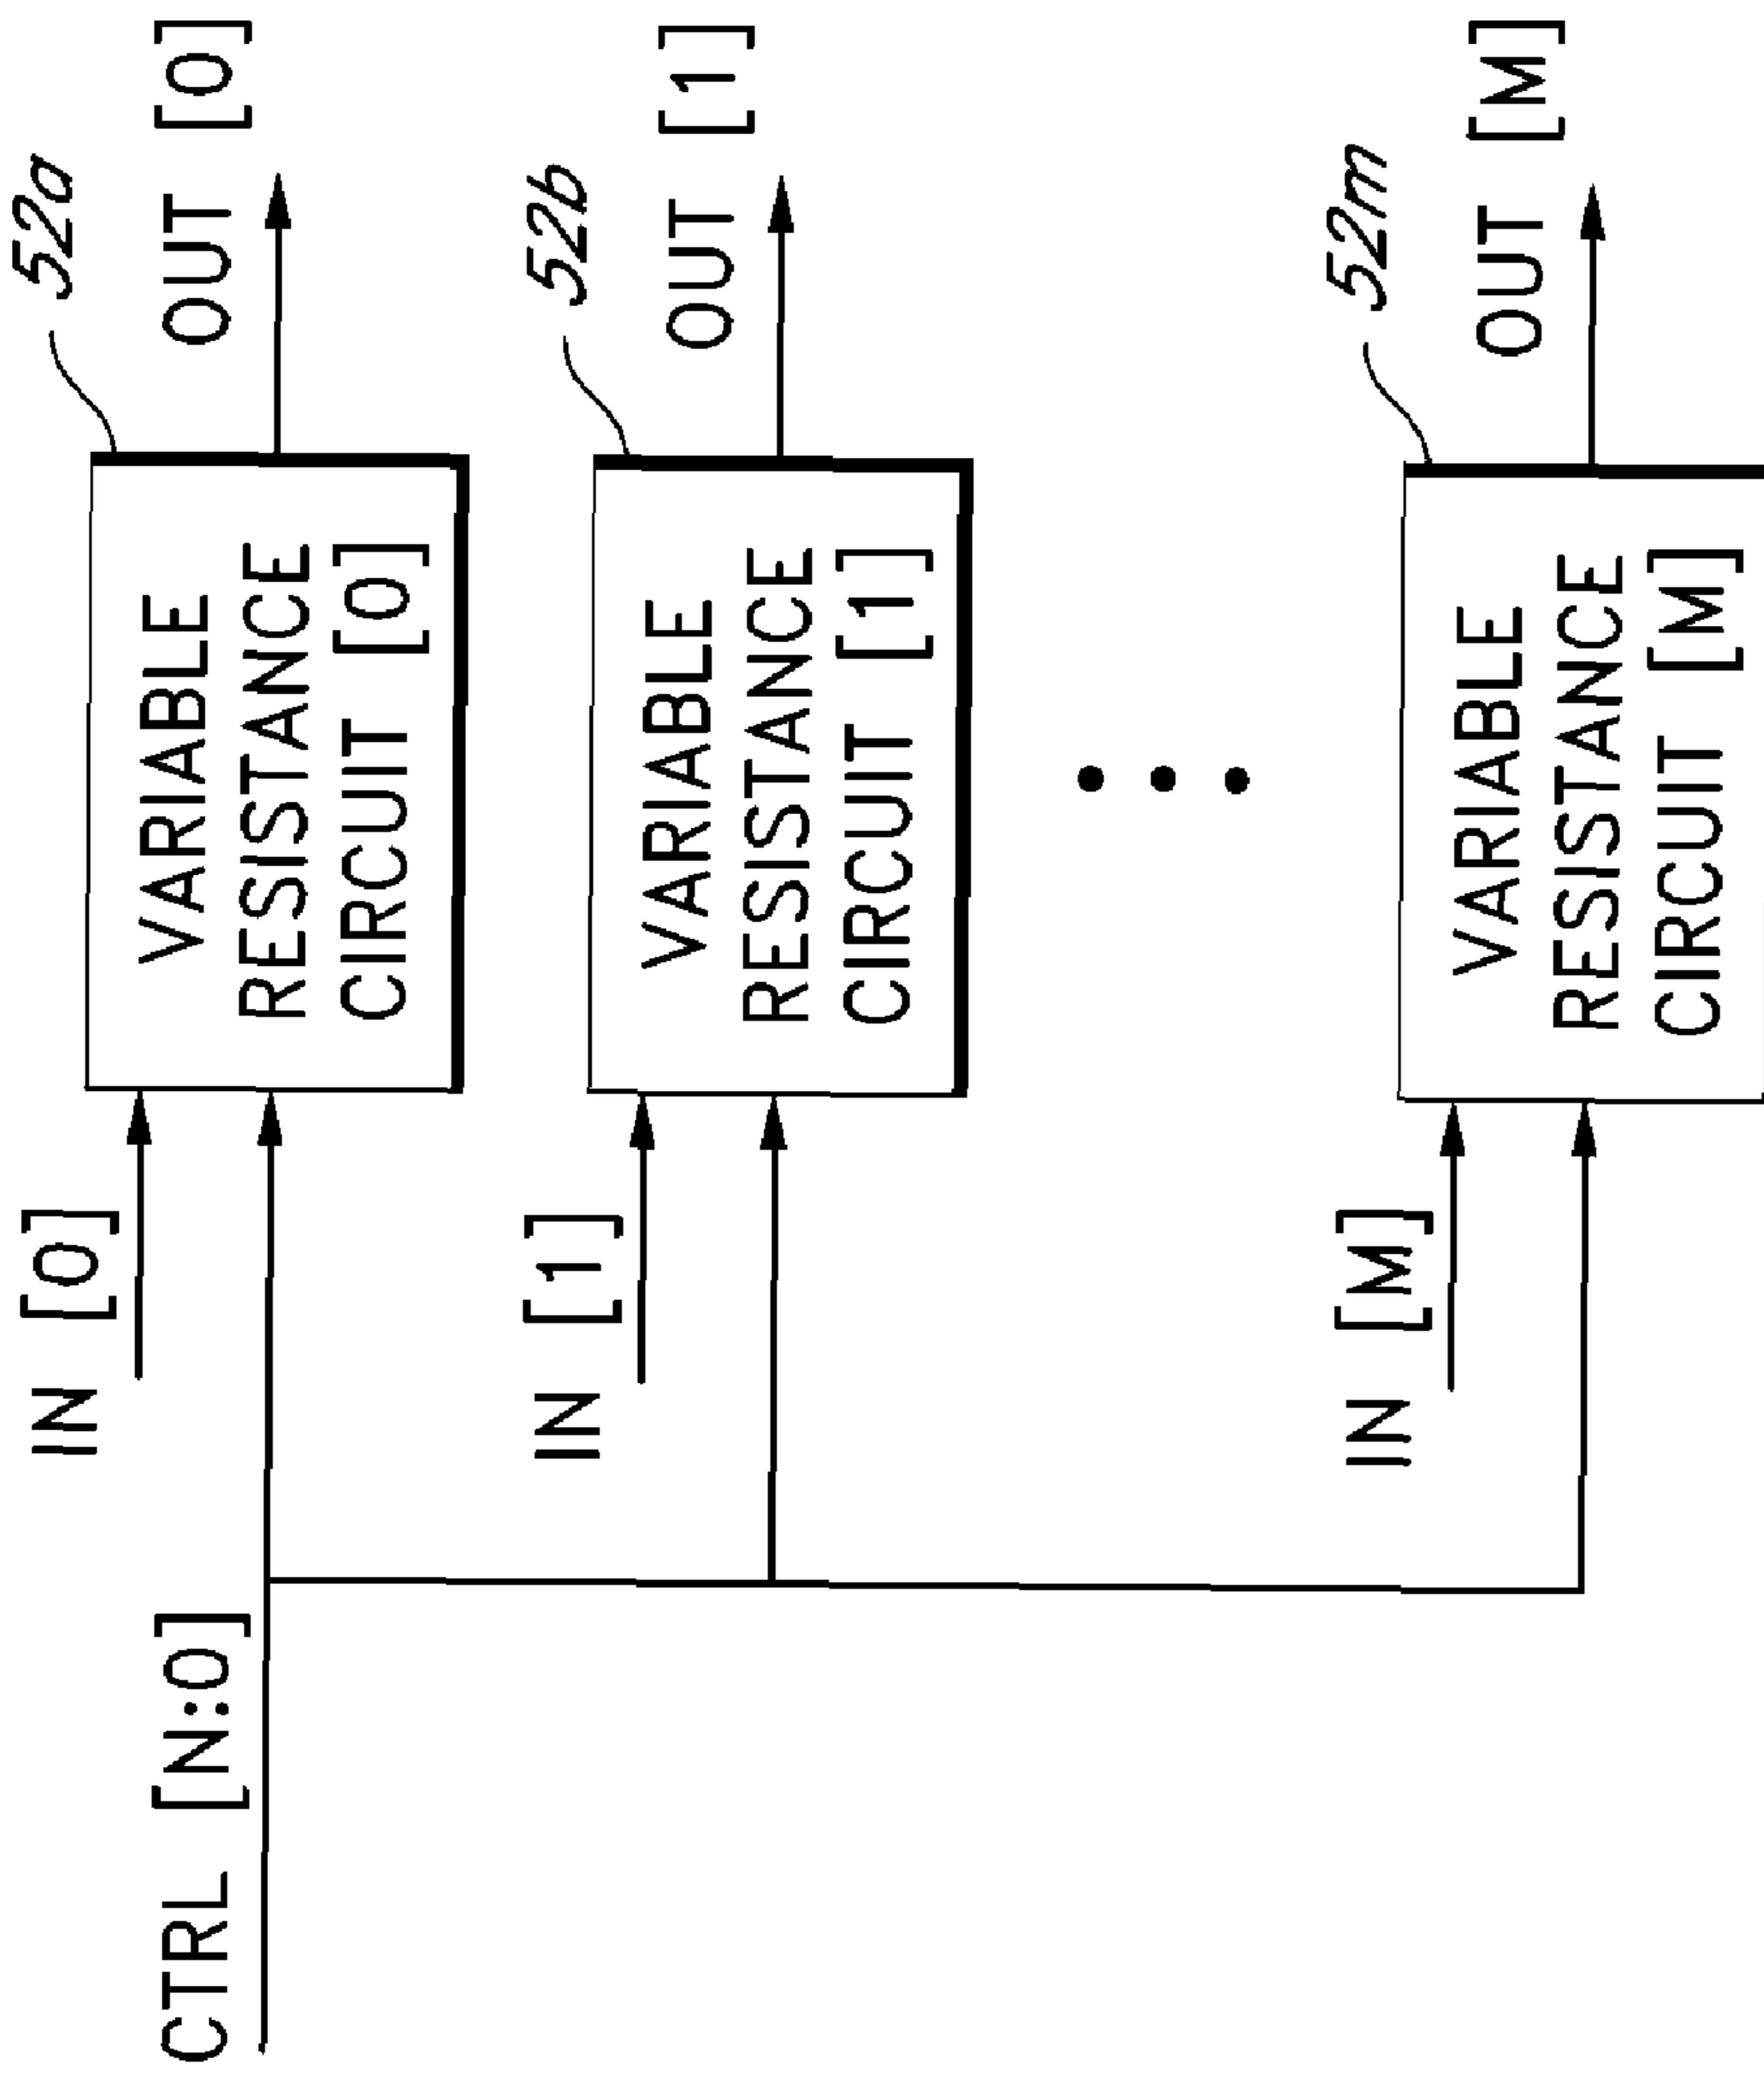 52a
IN [0]
CTRL [N:0]
VARIABLE
RESISTANCE
CIRCUIT [0]
OUT [0]
52b
IN [1]
VARIABLE
RESISTANCE
CIRCUIT [1]
OUT [1]
52m
IN [M]
VARIABLE
RESISTANCE
CIRCUIT [M]
OUT [M]